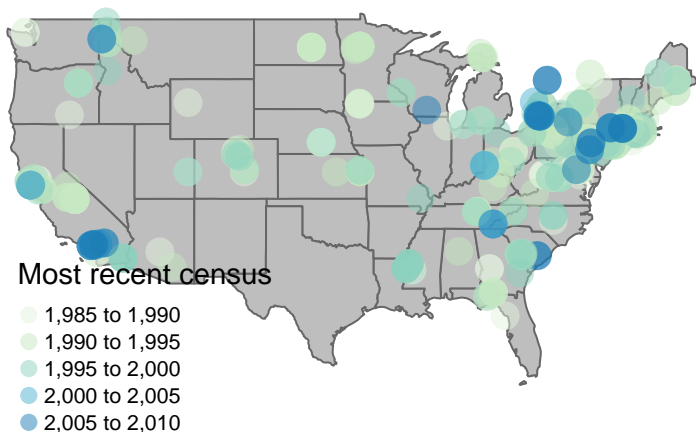 Most recent census
1,985 to 1,990
1,990 to 1,995
1,995 to 2,000
2,000 to 2,005
2,005 to 2,010